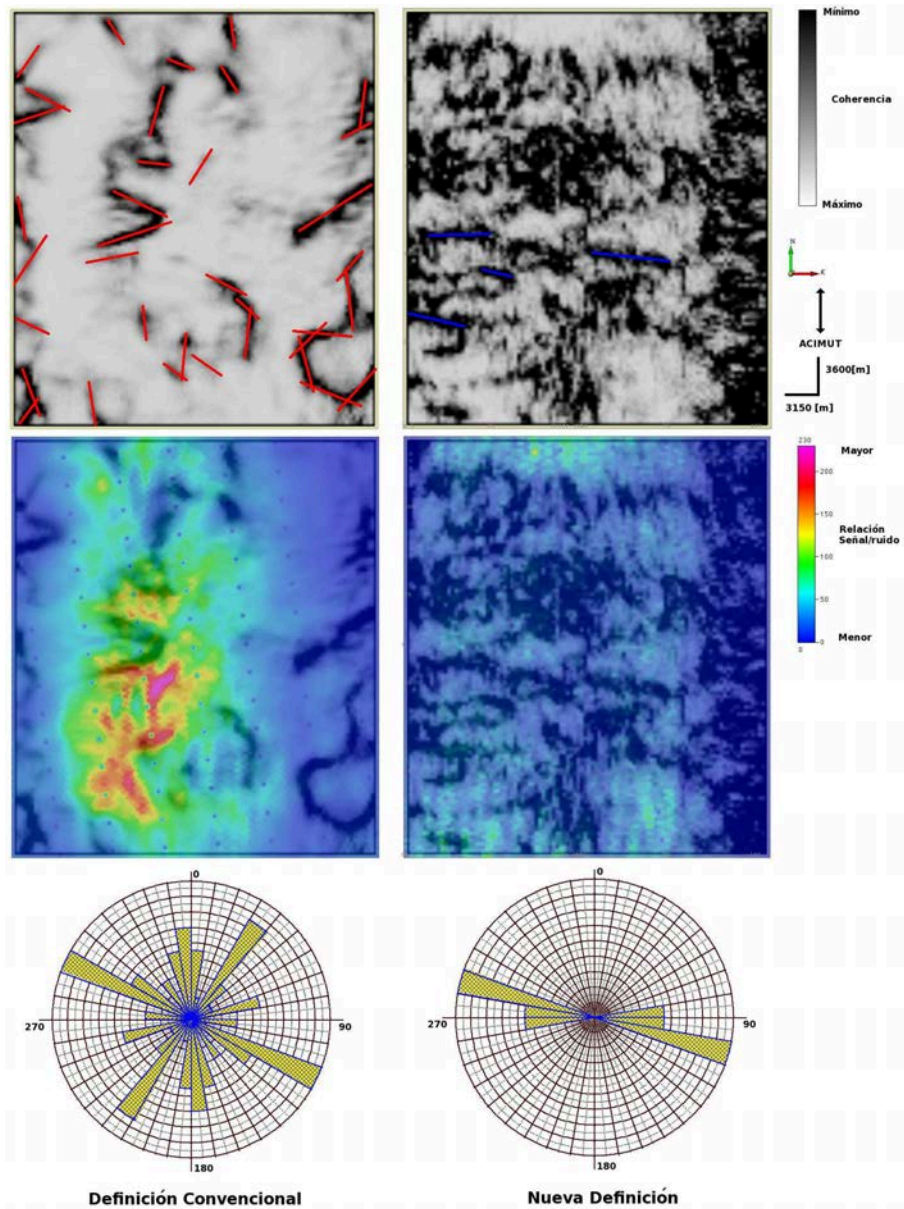 Mínimo
Coherencia
Máximo
N
ACIMUT
3600[m]
3150 [m]
230
Mayor
200
150
Relación
Señal/ruido
100
50
0
Menor
0
0
0
270
90
270
90
180
180
Definición Convencional
Nueva Definición